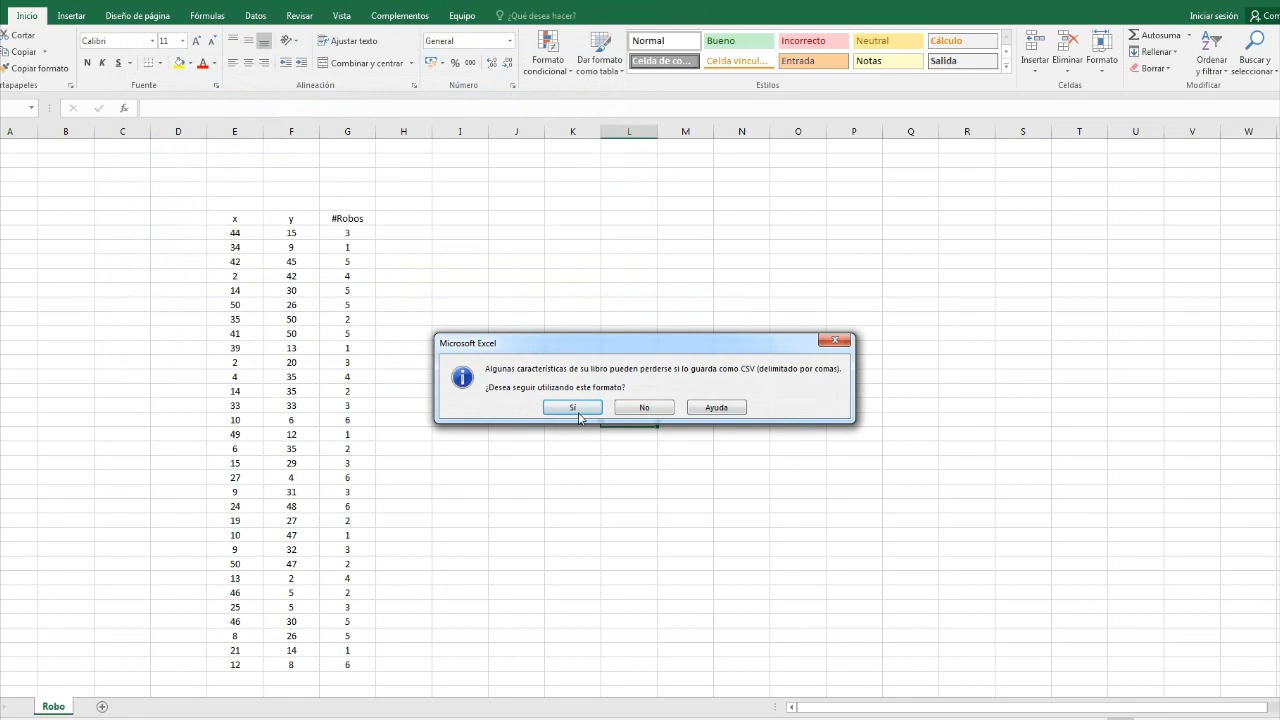 Inicio Insertar Diseño de página Fórmulas Datos Revisar Vista Complementos Equipo ¿Qué desea hacer? Iniciar sesión Com
Cortar Calibri 11 A A Ajustar texto General Normal Bueno Incorrecto Neutral Cálculo Autosuma
Copiar Formato condicional Dar formato como tabla Insertar Eliminar Formato Rellenar Ordenar y filtrar Buscar y seleccionar
Copiar formato N K S A Combinar y centrar % 000 Celda de co... Celda vincul... Entrada Notas Salida Borrar
rtapapeles Fuente Alineación Número Estilos Celdas Modificar
fx
A B C D E F G H I J K L M N O P Q R S T U V W
x y #Robos
44 15 3
34 9 1
42 45 5
2 42 4
14 30 5
50 26 5
35 50 2
41 50 5
39 13 1
2 20 3
4 35 4
14 35 2
33 33 3
10 6 6
49 12 1
6 35 2
15 29 3
27 4 6
9 31 3
24 48 6
19 27 2
10 47 1
9 32 3
50 47 2
13 2 4
46 5 2
25 5 3
46 30 5
8 26 5
21 14 1
12 8 6
Microsoft Excel
Algunas características de su libro pueden perderse si lo guarda como CSV (delimitado por comas).
¿Desea seguir utilizando este formato?
Sí No Ayuda
Robo